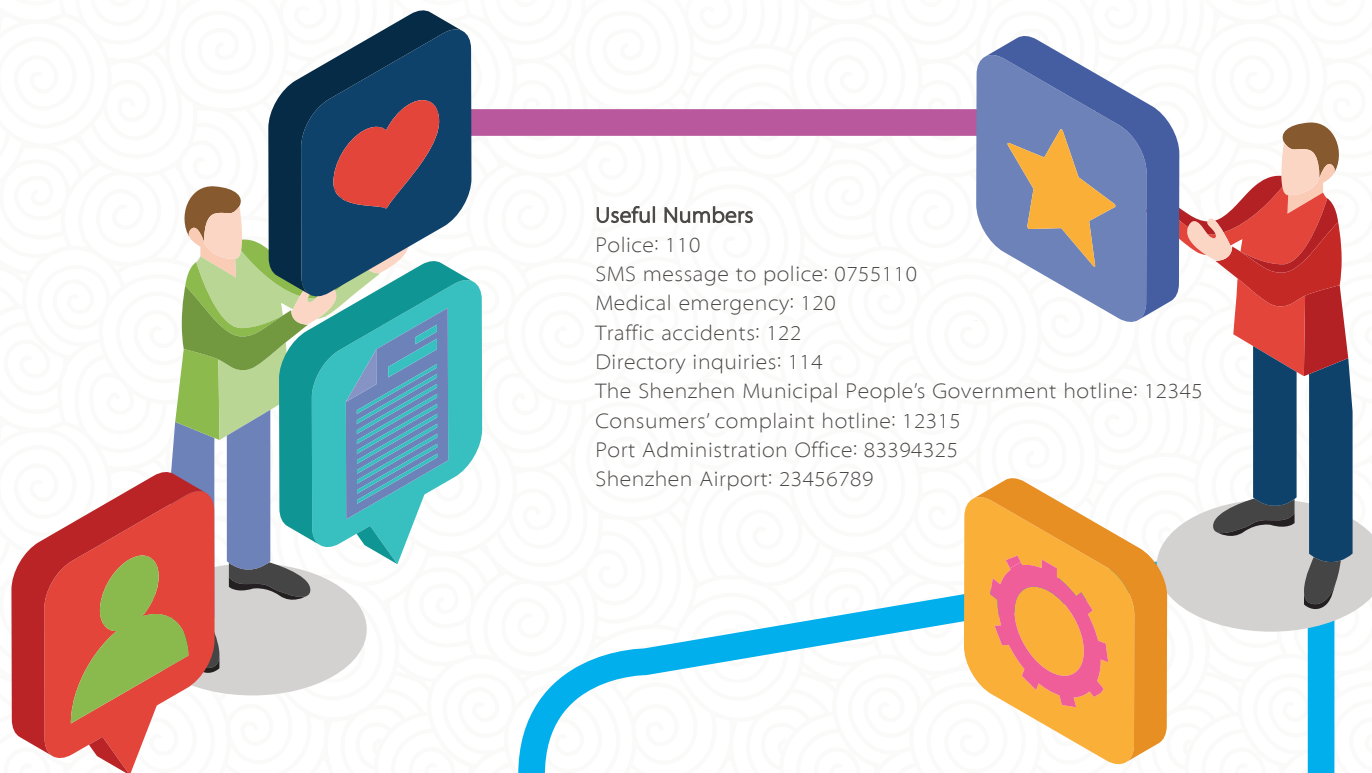 Useful Numbers
Police: 110
SMS message to police: 0755110
Medical emergency: 120
Traffic accidents: 122
Directory inquiries: 114
The Shenzhen Municipal People’s Government hotline: 12345
Consumers’ complaint hotline: 12315
Port Administration Office: 83394325
Shenzhen Airport: 23456789